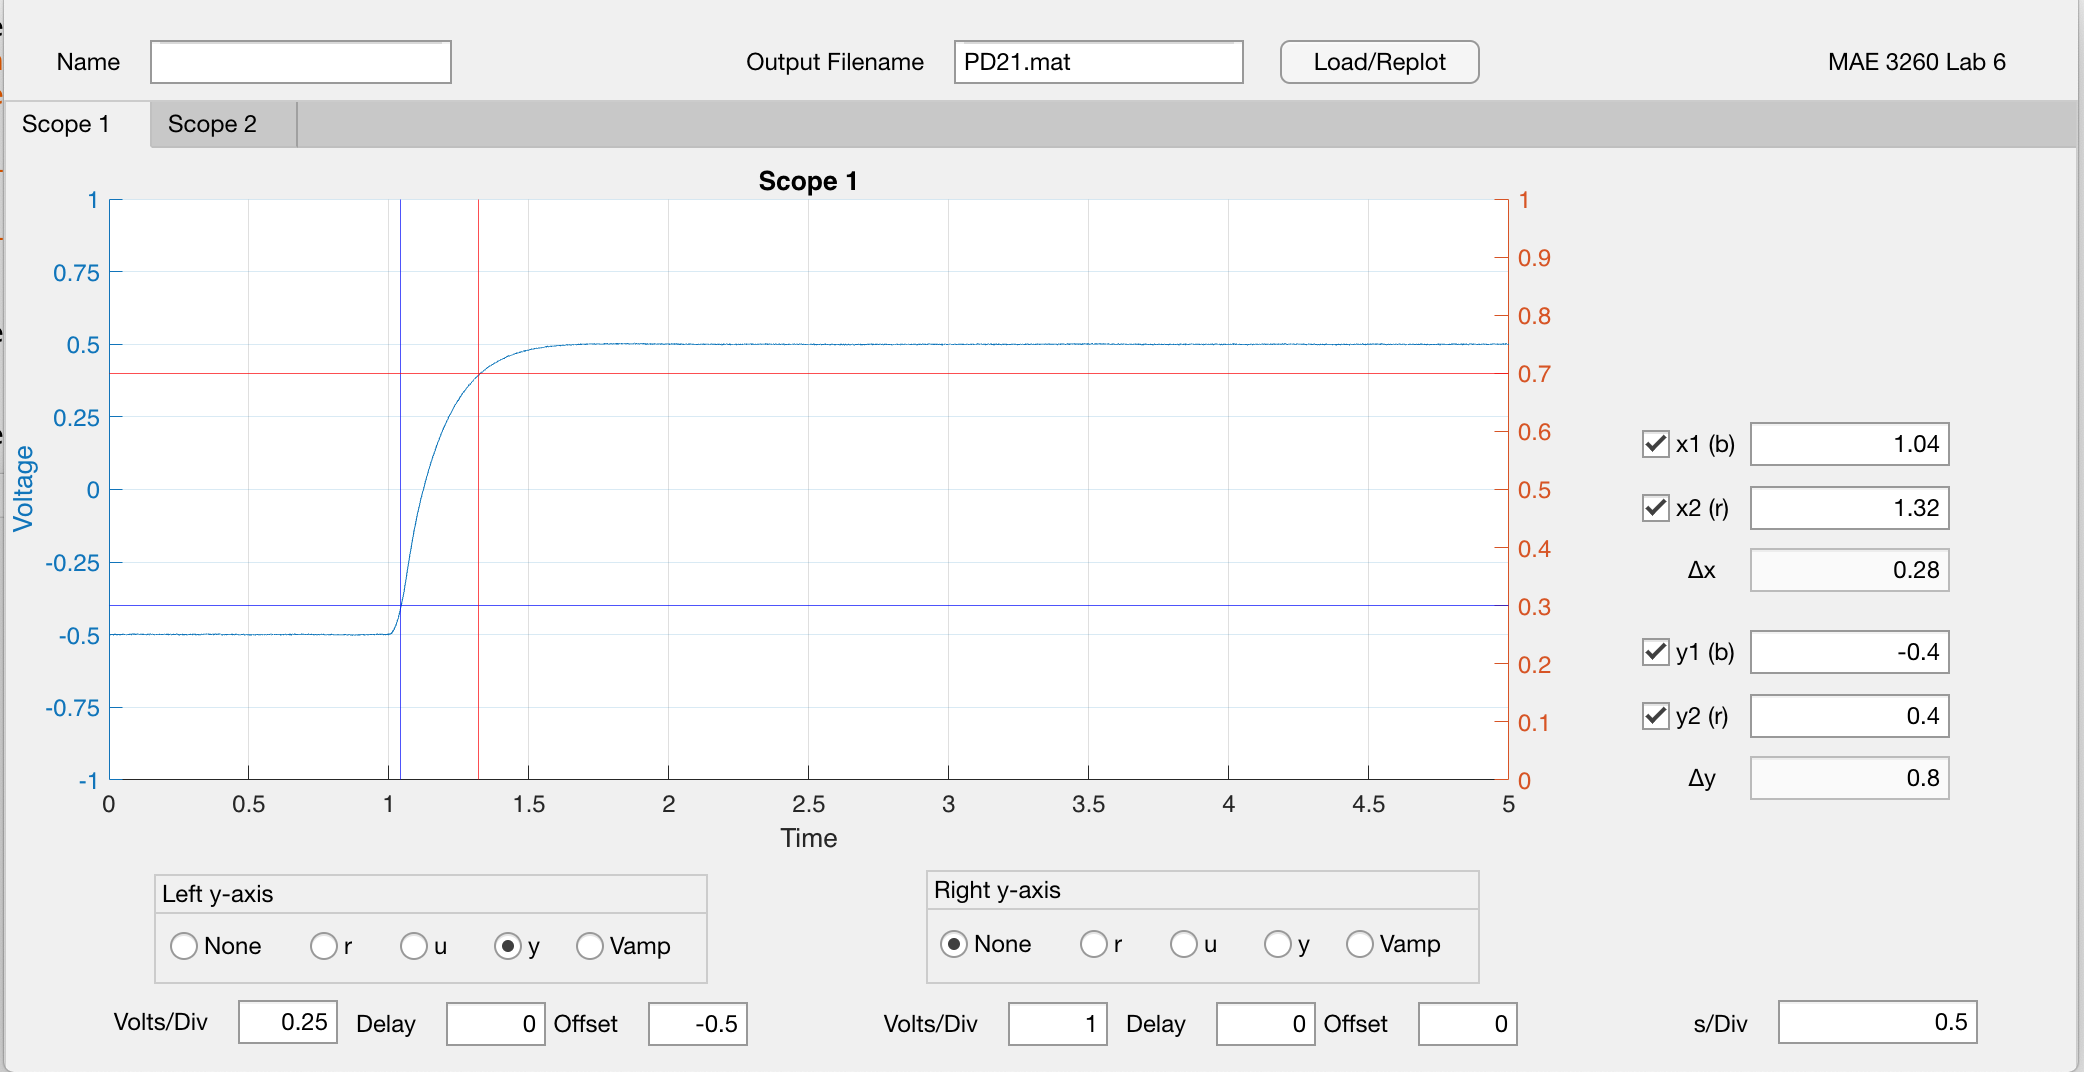 Name
Output Filename PD21.mat Load/Replot MAE 3260 Lab 6
Scope 1 Scope 2
Scope 1
Voltage
1
0.75
0.5
0.25
0
-0.25
-0.5
-0.75
-1
1
0.9
0.8
0.7
0.6
0.5
0.4
0.3
0.2
0.1
0
0 0.5 1 1.5 2 2.5 3 3.5 4 4.5 5
Time
x1 (b) 1.04
x2 (r) 1.32
Δx 0.28
y1 (b) -0.4
y2 (r) 0.4
Δy 0.8
Left y-axis
None r u y Vamp
Volts/Div 0.25 Delay 0 Offset -0.5
Right y-axis
None r u y Vamp
Volts/Div 1 Delay 0 Offset 0
s/Div 0.5